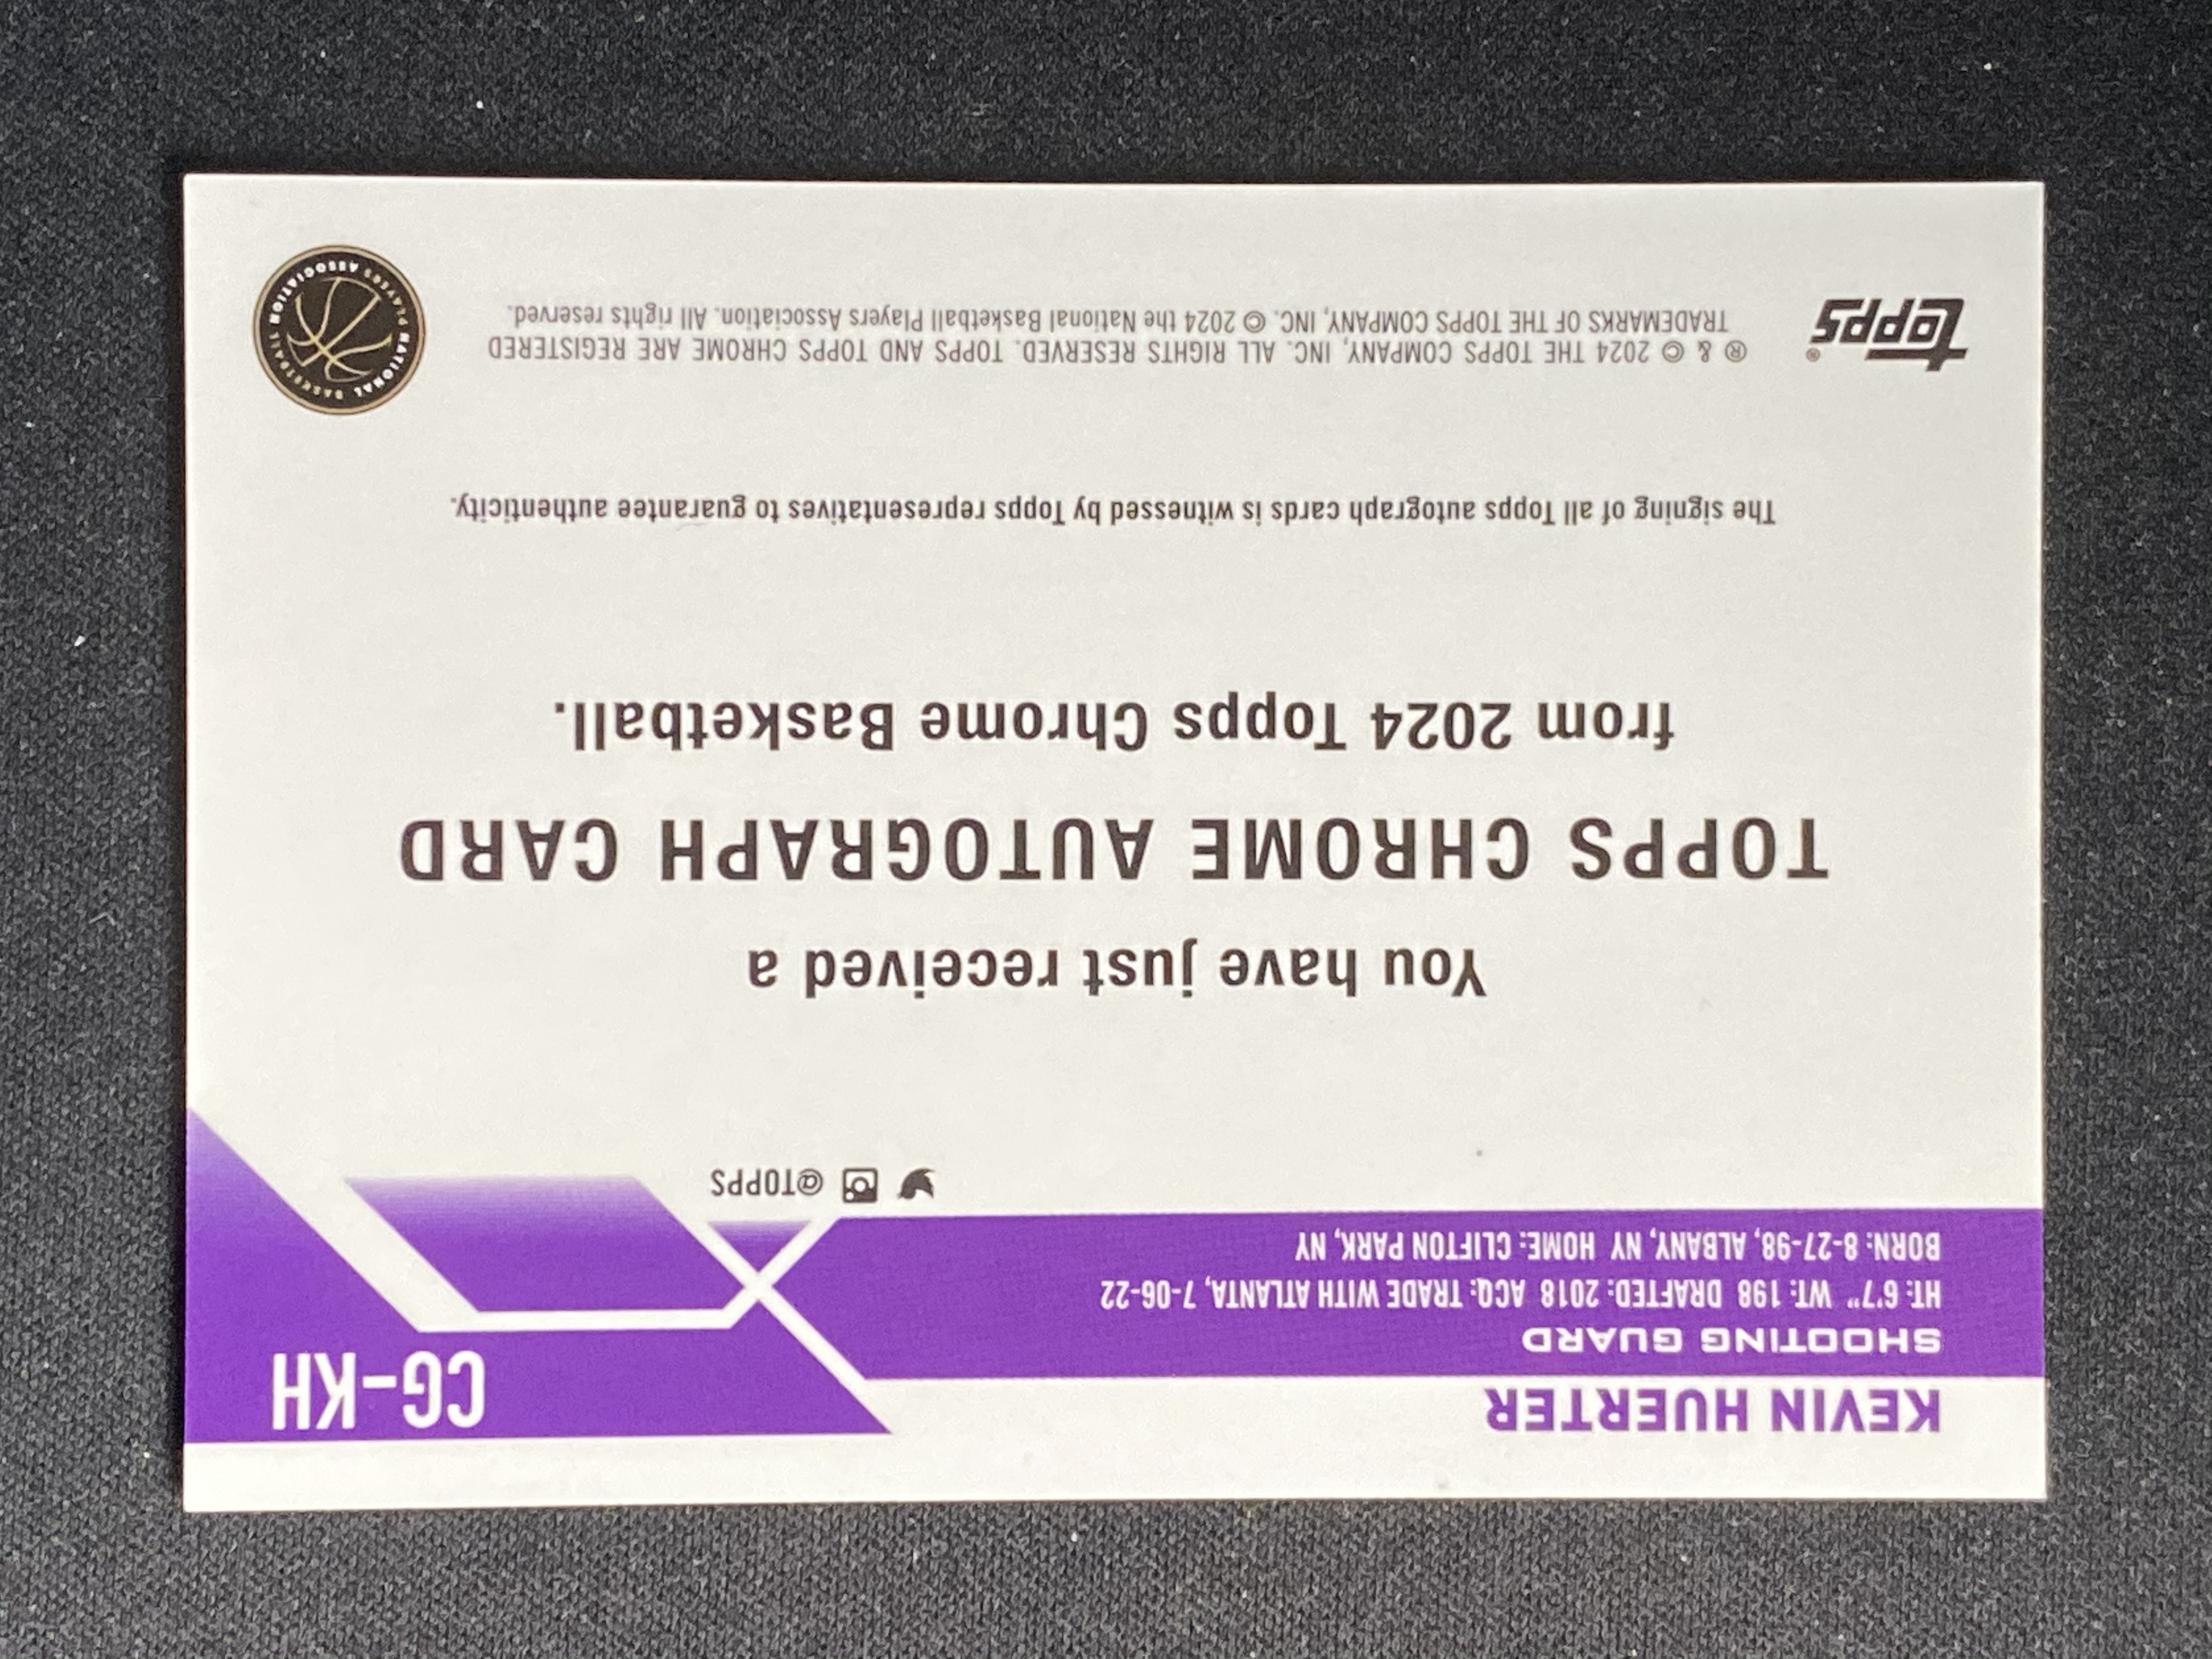 KEVIN HUERTER
CG-KH
SHOOTING GUARD
HT: 6'7" WT: 198 DRAFTED: 2018 ACQ: TRADE WITH ATLANTA, 7-06-22
BORN: 8-27-98, ALBANY, NY HOME: CLIFTON PARK, NY
@TOPPS
You have just received a
TOPPS CHROME AUTOGRAPH CARD
from 2024 Topps Chrome Basketball.
The signing of all Topps autograph cards is witnessed by Topps representatives to guarantee authenticity.
topps®
® & © 2024 THE TOPPS COMPANY, INC. ALL RIGHTS RESERVED. TOPPS AND TOPPS CHROME ARE REGISTERED
TRADEMARKS OF THE TOPPS COMPANY, INC. © 2024 the National Basketball Players Association. All rights reserved.
NATIONAL BASKETBALL PLAYERS ASSOCIATION